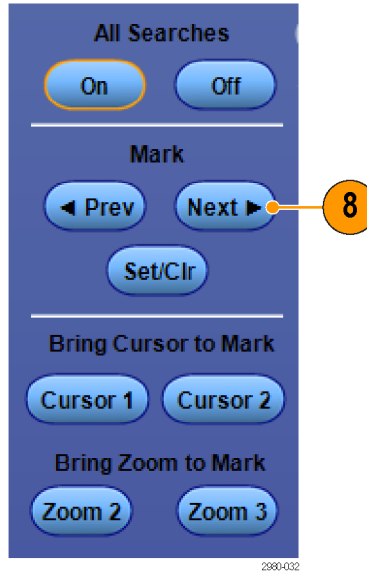 All Searches
On Off
Mark
◄ Prev Next ►
8
Set/Clr
Bring Cursor to Mark
Cursor 1 Cursor 2
Bring Zoom to Mark
Zoom 2 Zoom 3
2980-032